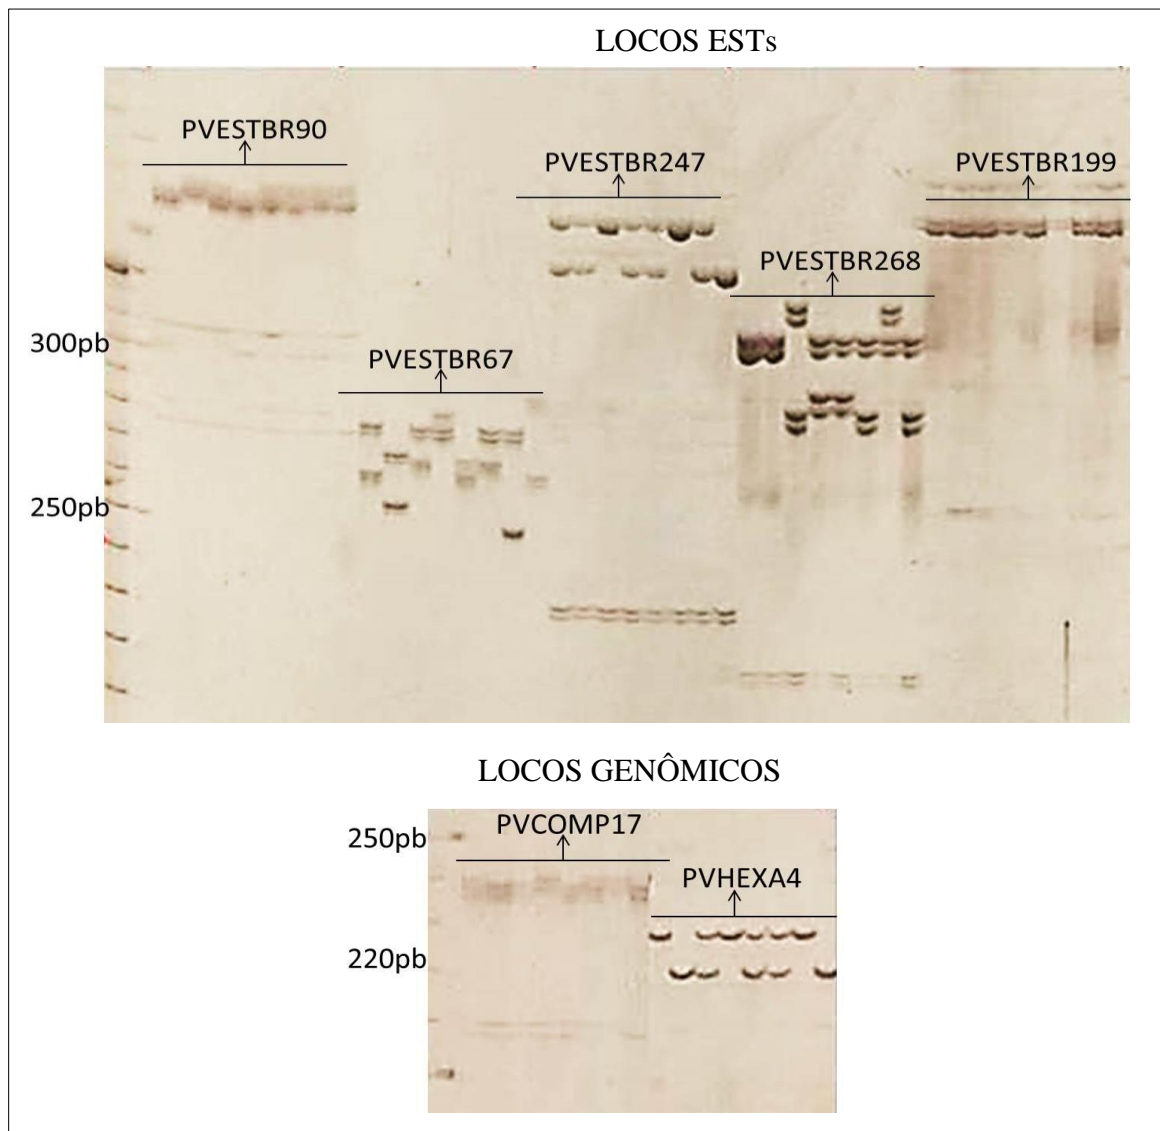 LOCOS ESTs
PVESTBR90
PVESTBR247
PVESTBR199
PVESTBR268
300pb
PVESTBR67
250pb
LOCOS GENÔMICOS
250pb
PVCOMP17
PVHEXA4
220pb